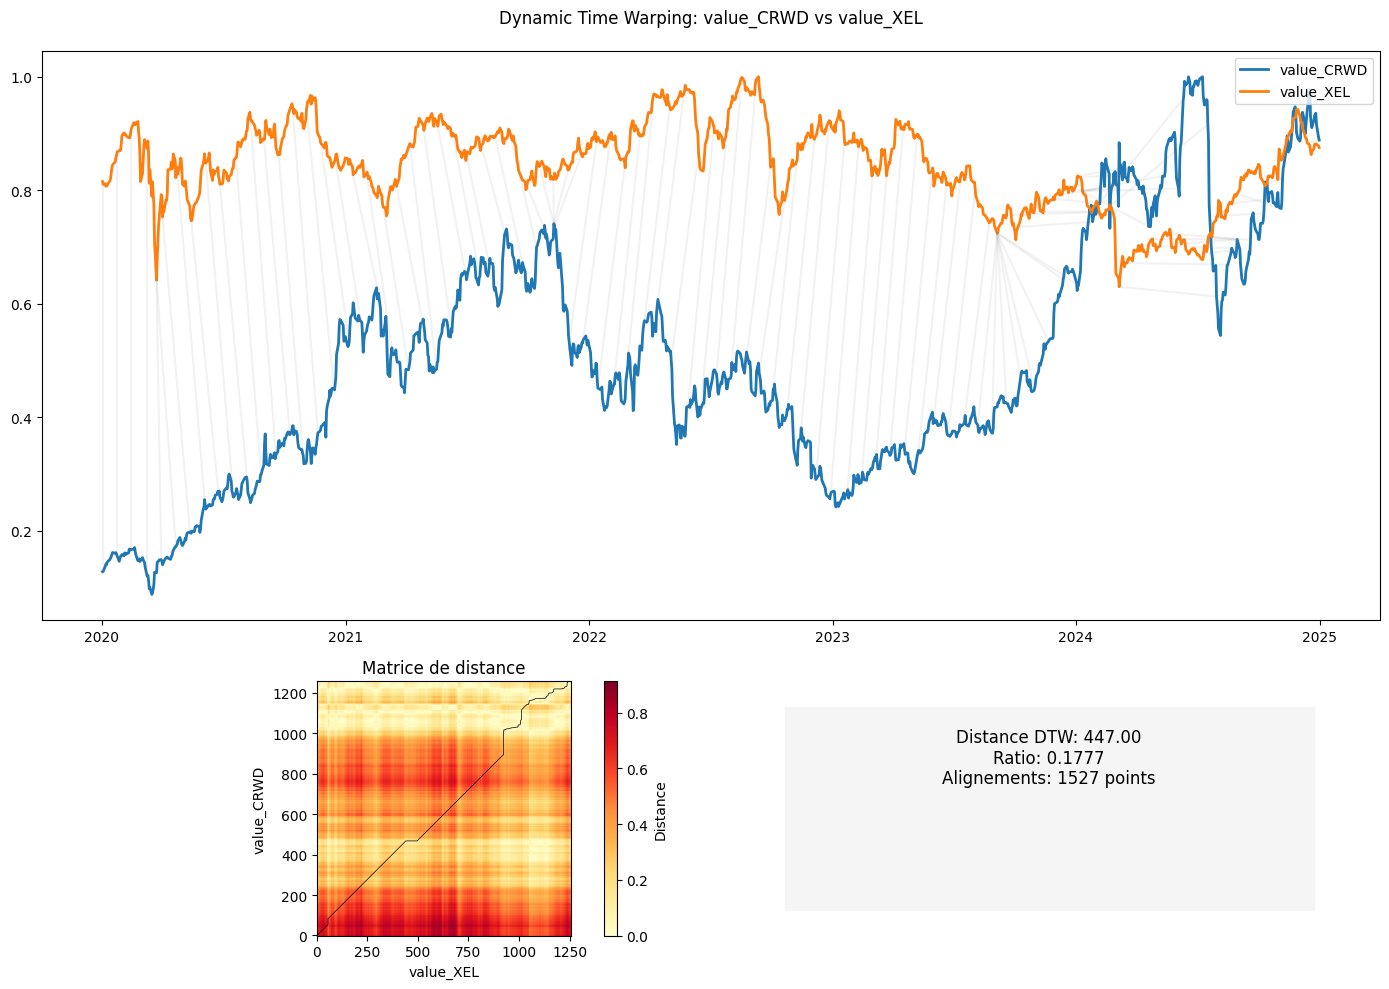 Dynamic Time Warping: value_CRWD vs value_XEL
value_CRWD
value_XEL
1.0
0.8
0.6
0.4
0.2
2020 2021 2022 2023 2024 2025
Matrice de distance
1200
1000
800
600
400
200
0
value_CRWD
0 250 500 750 1000 1250
value_XEL
0.8
0.6
0.4
0.2
0.0
Distance
Distance DTW: 447.00
Ratio: 0.1777
Alignements: 1527 points